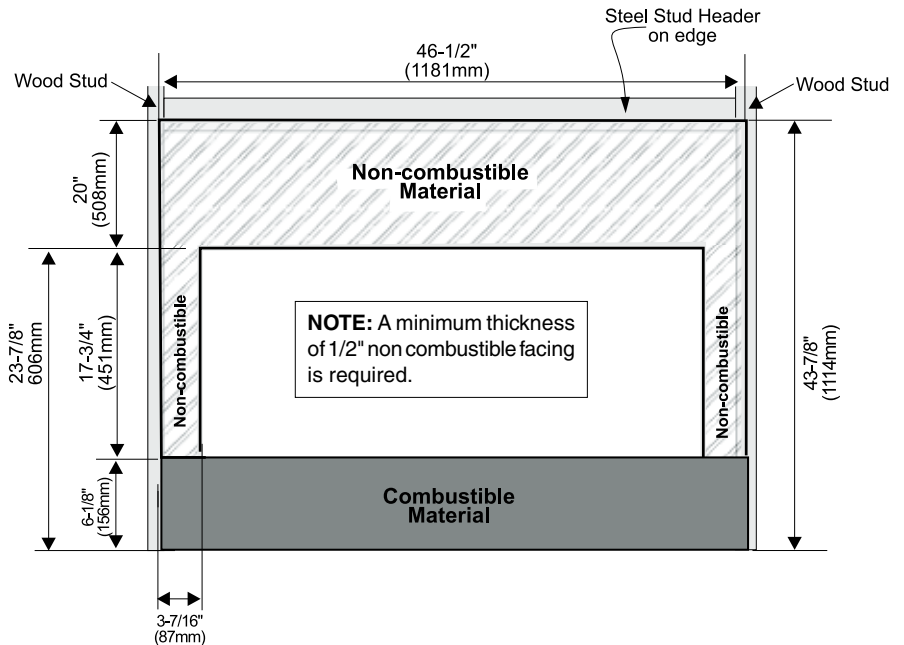 Steel Stud Header
on edge
46-1/2"
(1181mm)
Wood Stud
Wood Stud
20"
(508mm)
Non-combustible
Material
23-7/8"
606mm
17-3/4"
(451mm)
Non-combustible
NOTE: A minimum thickness
of 1/2" non combustible facing
is required.
Non-combustible
43-7/8"
(1114mm)
6-1/8"
(156mm)
Combustible
Material
3-7/16"
(87mm)